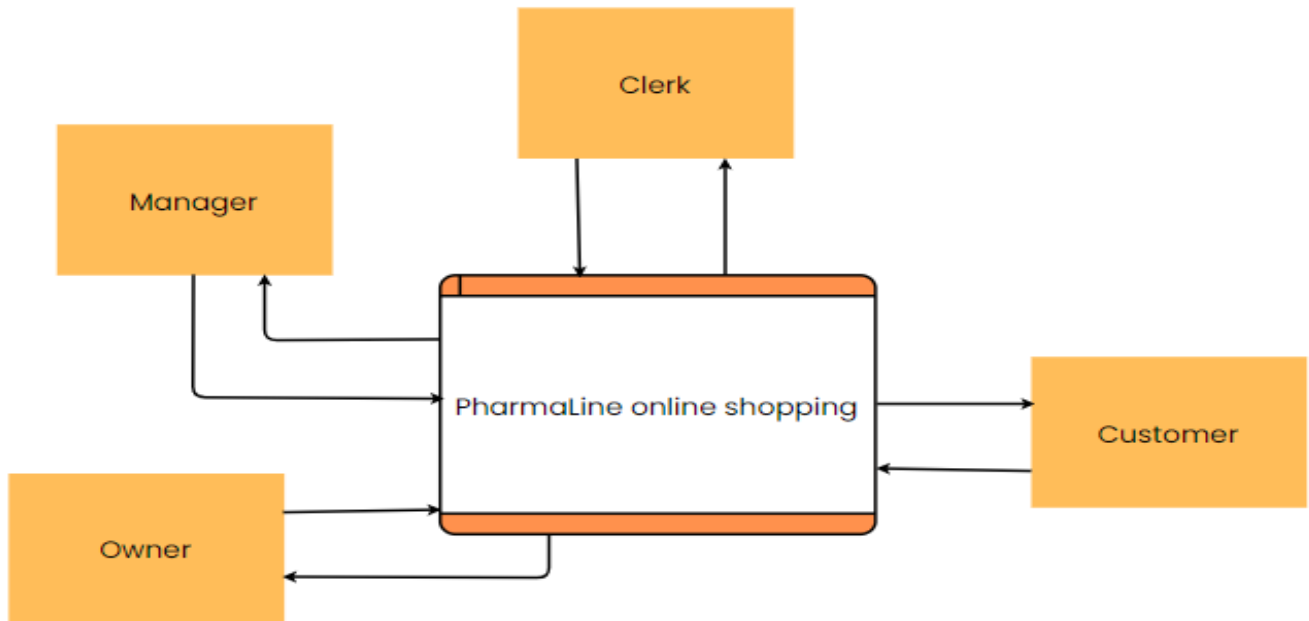 Clerk
Manager
PharmaLine online shopping
Customer
Owner